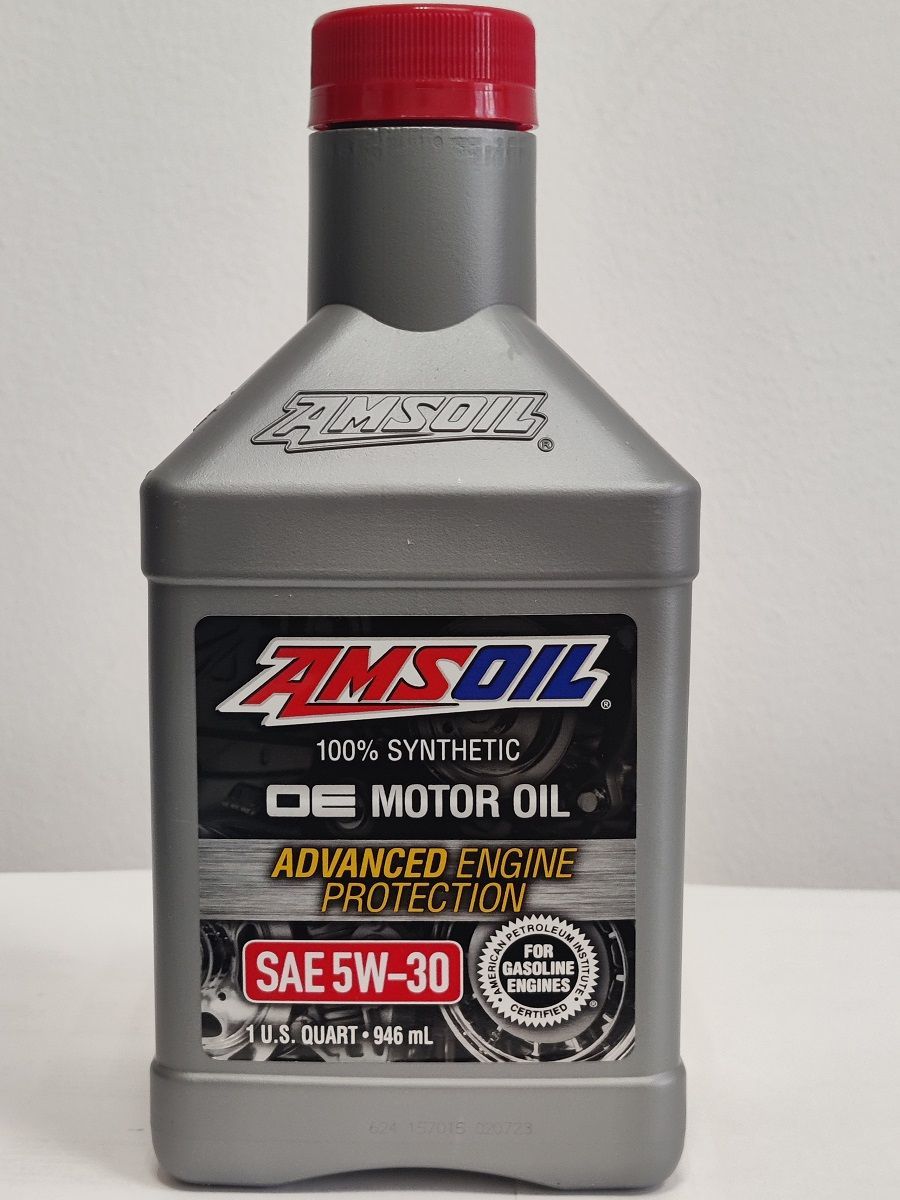 AMSOIL®
AMSOIL®
100% SYNTHETIC
OE MOTOR OIL
ADVANCED ENGINE
PROTECTION
SAE 5W-30
AMERICAN PETROLEUM INSTITUTE
FOR
GASOLINE
ENGINES
CERTIFIED
®
1 U.S. QUART • 946 mL
624 157015 020723